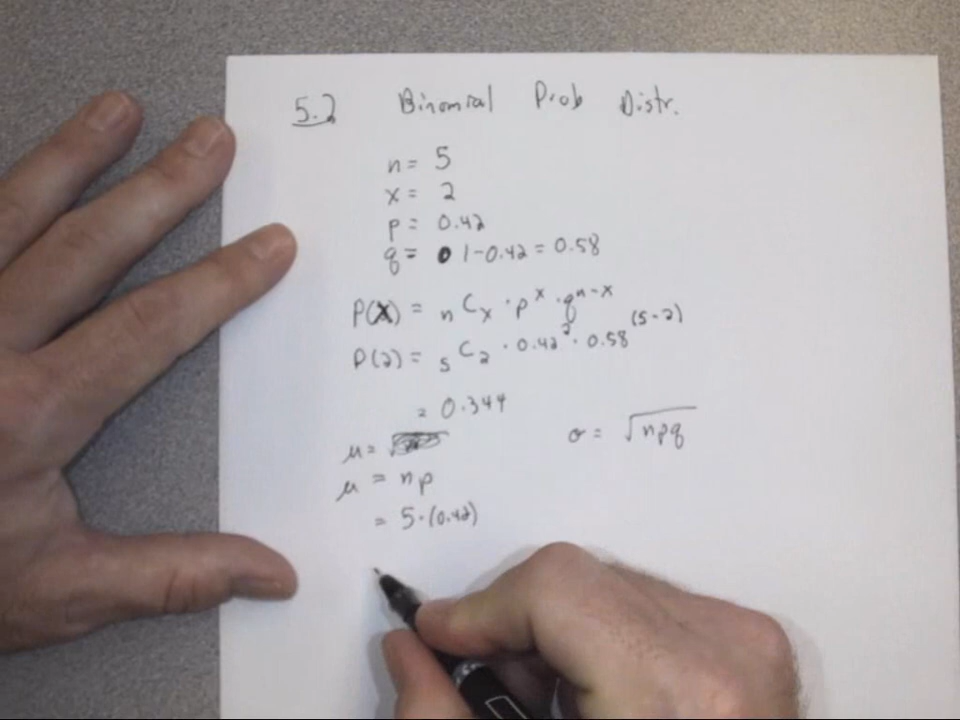 5.2 Binomial Prob Distr.
n = 5
x = 2
p = 0.42
q = 1-0.42 = 0.58
P(X) = nCx · p^x · q^n-x
P(2) = 5C2 · 0.42^2 · 0.58^(5-2)
= 0.344
μ =
σ = √npq
μ = np
= 5·(0.42)